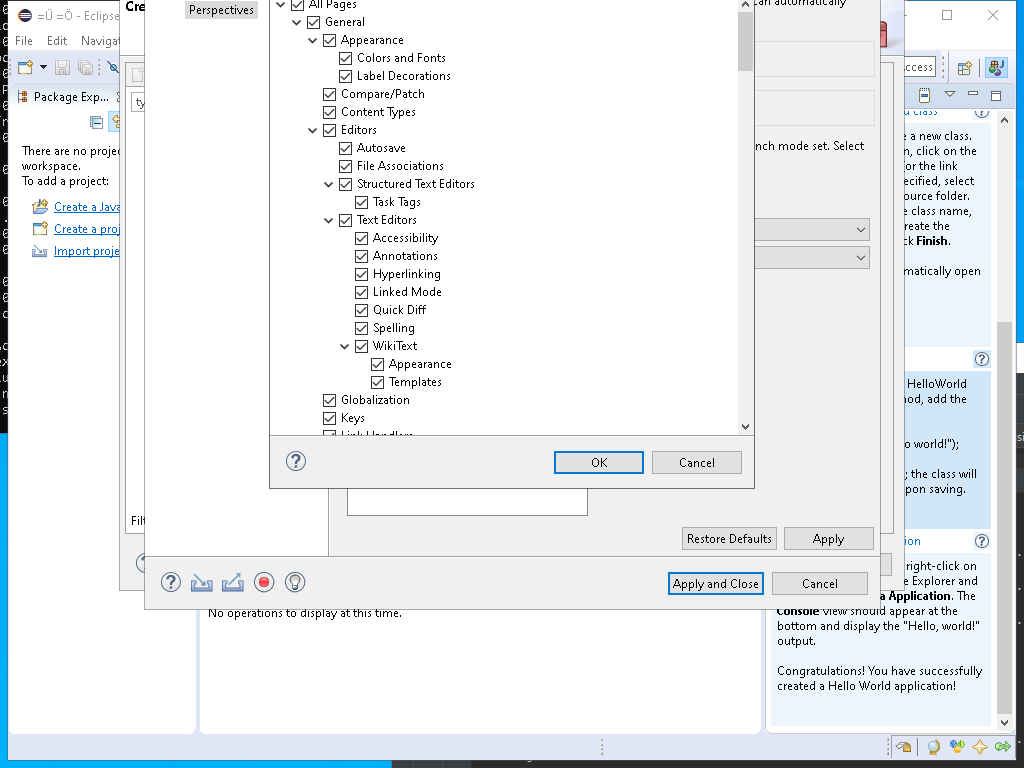 =Ü =Ö - Eclipse
Cre
File Edit Navigat
Package Exp...
There are no proje
workspace.
To add a project:
Create a Java
Create a proj
Import proje
ty
Perspectives
All Pages
General
Appearance
Colors and Fonts
Label Decorations
Compare/Patch
Content Types
Editors
Autosave
File Associations
Structured Text Editors
Task Tags
Text Editors
Accessibility
Annotations
Hyperlinking
Linked Mode
Quick Diff
Spelling
WikiText
Appearance
Templates
Globalization
Keys
Link Handlers
OK Cancel
can automatically
nch mode set. Select
Restore Defaults Apply
Apply and Close Cancel
Filt
No operations to display at this time.
ccess
e a new class.
n, click on the
for the link
ecified, select
ource folder.
e class name,
reate the
ck Finish.
matically open
HelloWorld
nod, add the
o world!");
; the class will
pon saving.
ion
right-click on
e Explorer and
a Application. The
Console view should appear at the
bottom and display the "Hello, world!"
output.
Congratulations! You have successfully
created a Hello World application!